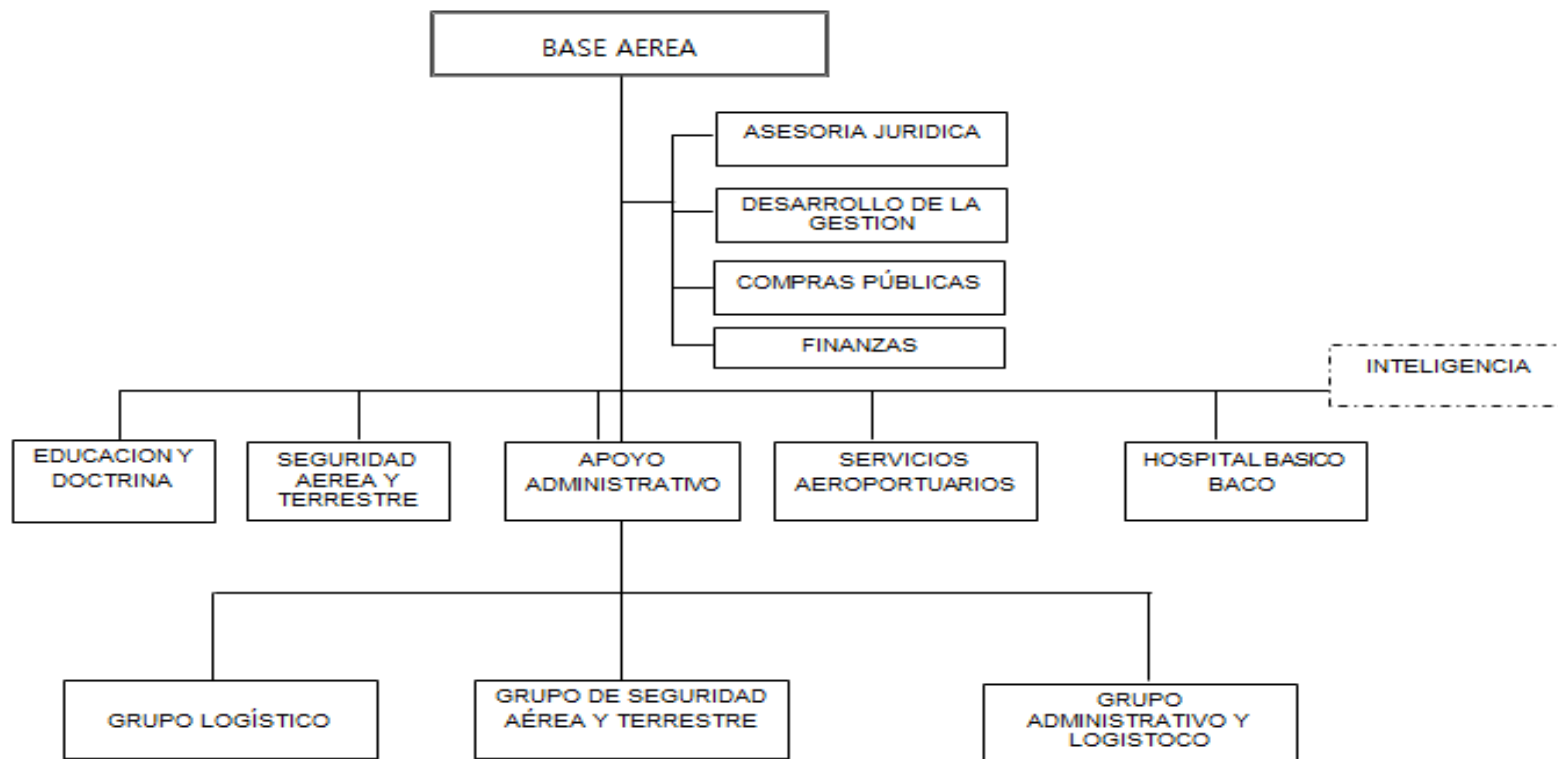 BASE AEREA
ASESORIA JURIDICA
DESARROLLO DE LA
GESTION
COMPRAS PÚBLICAS
FINANZAS
INTELIGENCIA
EDUCACION Y
DOCTRINA
SEGURIDAD
AEREA Y
TERRESTRE
APOYO
ADMINISTRATIVO
SERVICIOS
AEROPORTUARIOS
HOSPITAL BASICO
BACO
GRUPO LOGÍSTICO
GRUPO DE SEGURIDAD
AÉREA Y TERRESTRE
GRUPO
ADMINISTRATIVO Y
LOGISTOCO